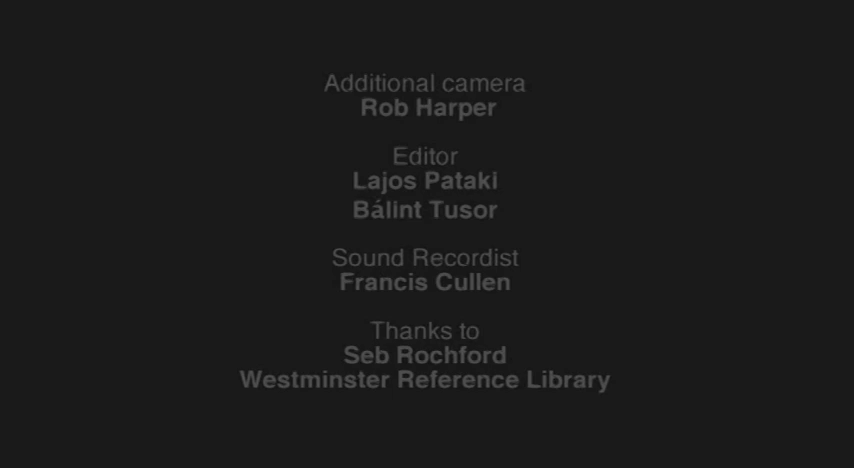 Additional camera
Rob Harper
Editor
Lajos Pataki
Bálint Tusor
Sound Recordist
Francis Cullen
Thanks to
Seb Rochford
Westminster Reference Library